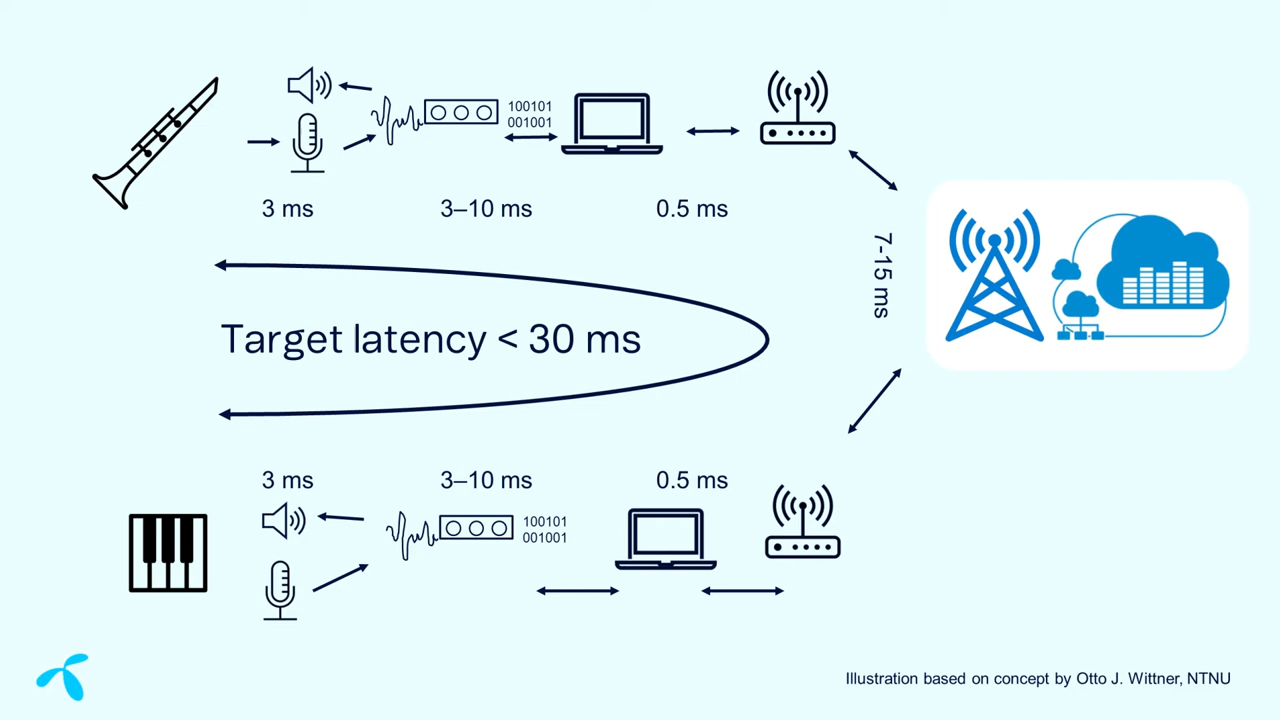 100101
001001
3 ms
3–10 ms
0.5 ms
7-15 ms
Target latency < 30 ms
3 ms
3–10 ms
0.5 ms
100101
001001
Illustration based on concept by Otto J. Wittner, NTNU